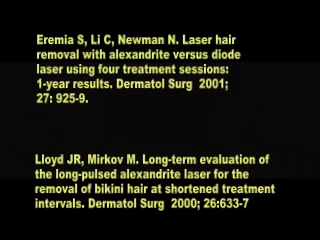 Eremia S, Li C, Newman N. Laser hair
removal with alexandrite versus diode
laser using four treatment sessions:
1-year results. Dermatol Surg  2001;
27: 925-9.
Lloyd JR, Mirkov M. Long-term evaluation of
the long-pulsed alexandrite laser for the
removal of bikini hair at shortened treatment
intervals. Dermatol Surg  2000; 26:633-7